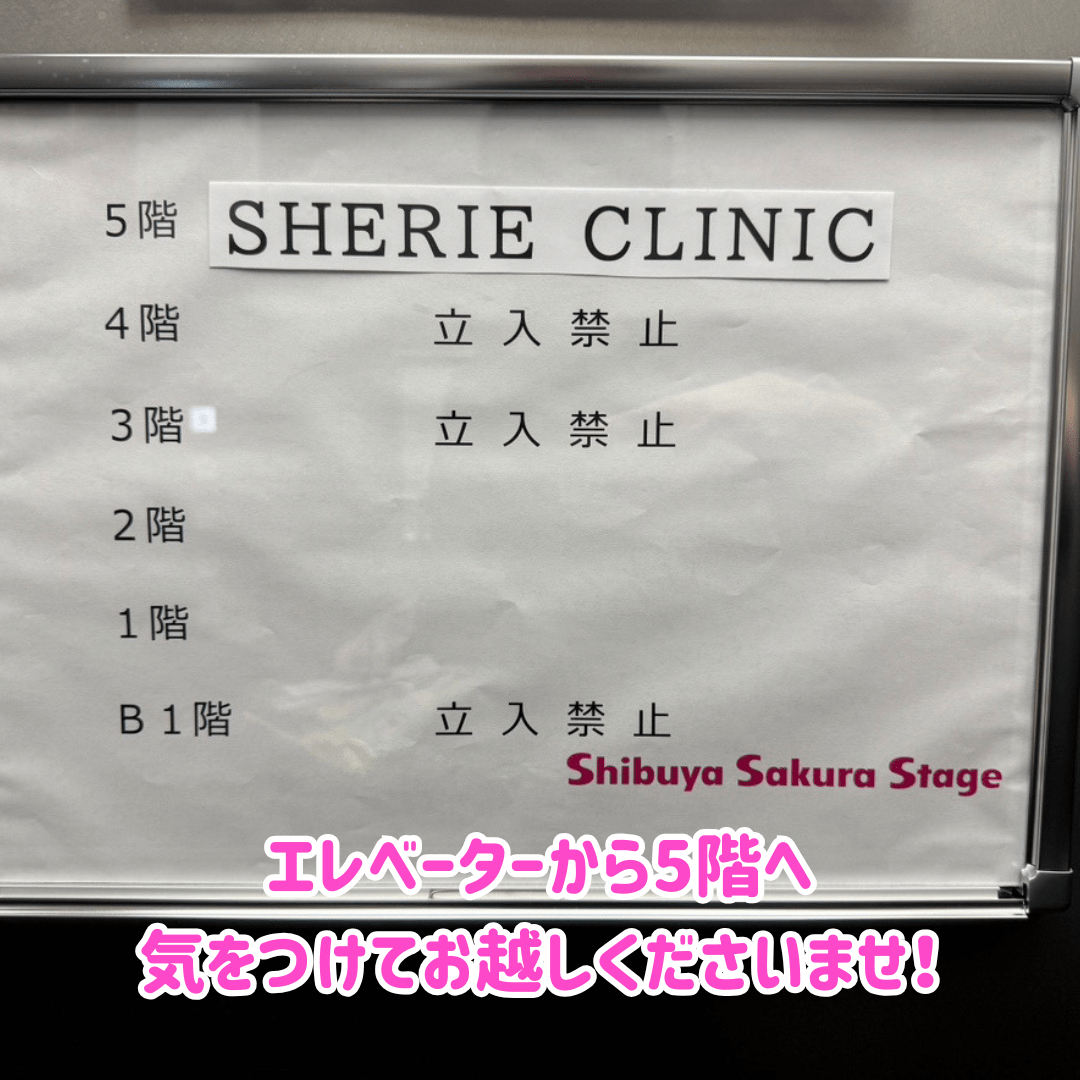 5階 SHERIE CLINIC
4階 立入禁止
3階 立入禁止
2階
1階
B1階 立入禁止
Shibuya Sakura Stage
エレベーターから5階へ
気をつけてお越しくださいませ!